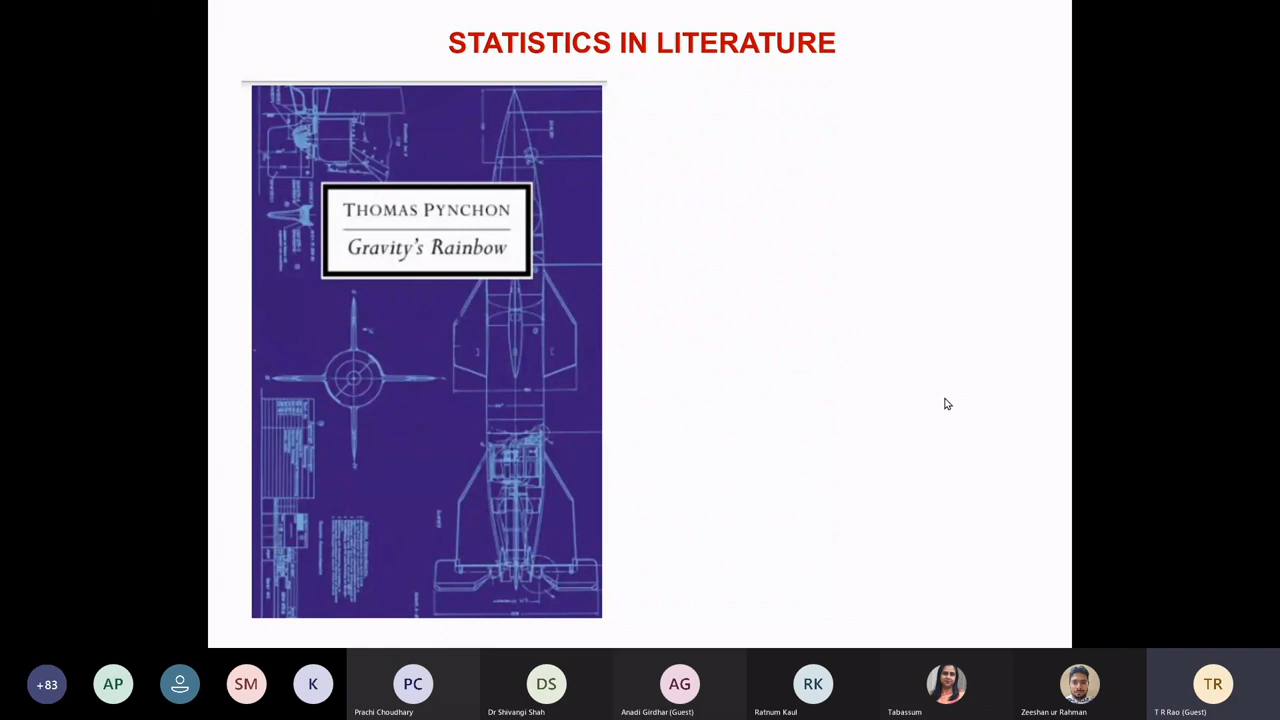 STATISTICS IN LITERATURE
THOMAS PYNCHON
Gravity's Rainbow
+83
AP
SM
K
PC
DS
AG
RK
TR
Prachi Choudhary
Dr Shivangi Shah
Anadi Girdhar (Guest)
Ratnum Kaul
Tabassum
Zeeshan ur Rahman
T R Rao (Guest)